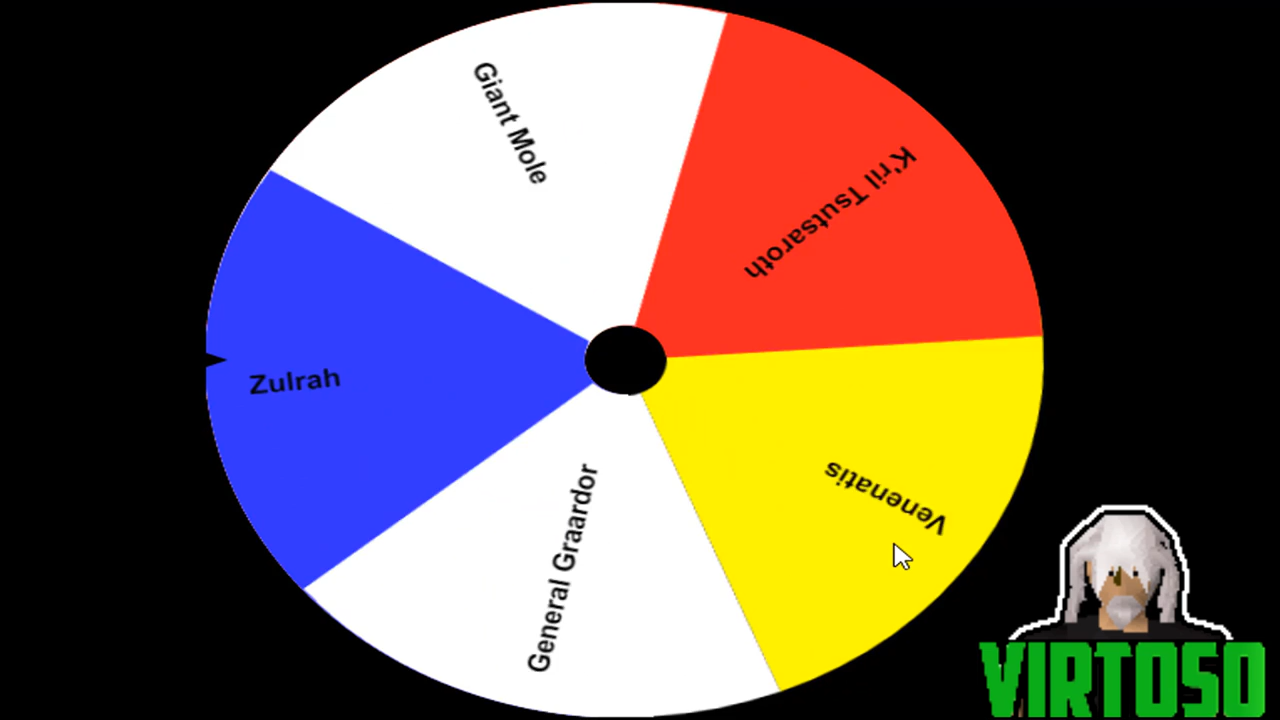 Giant Mole
K'ril Tsutsaroth
Zulrah
Venenatis
General Graardor
VIRTOSO